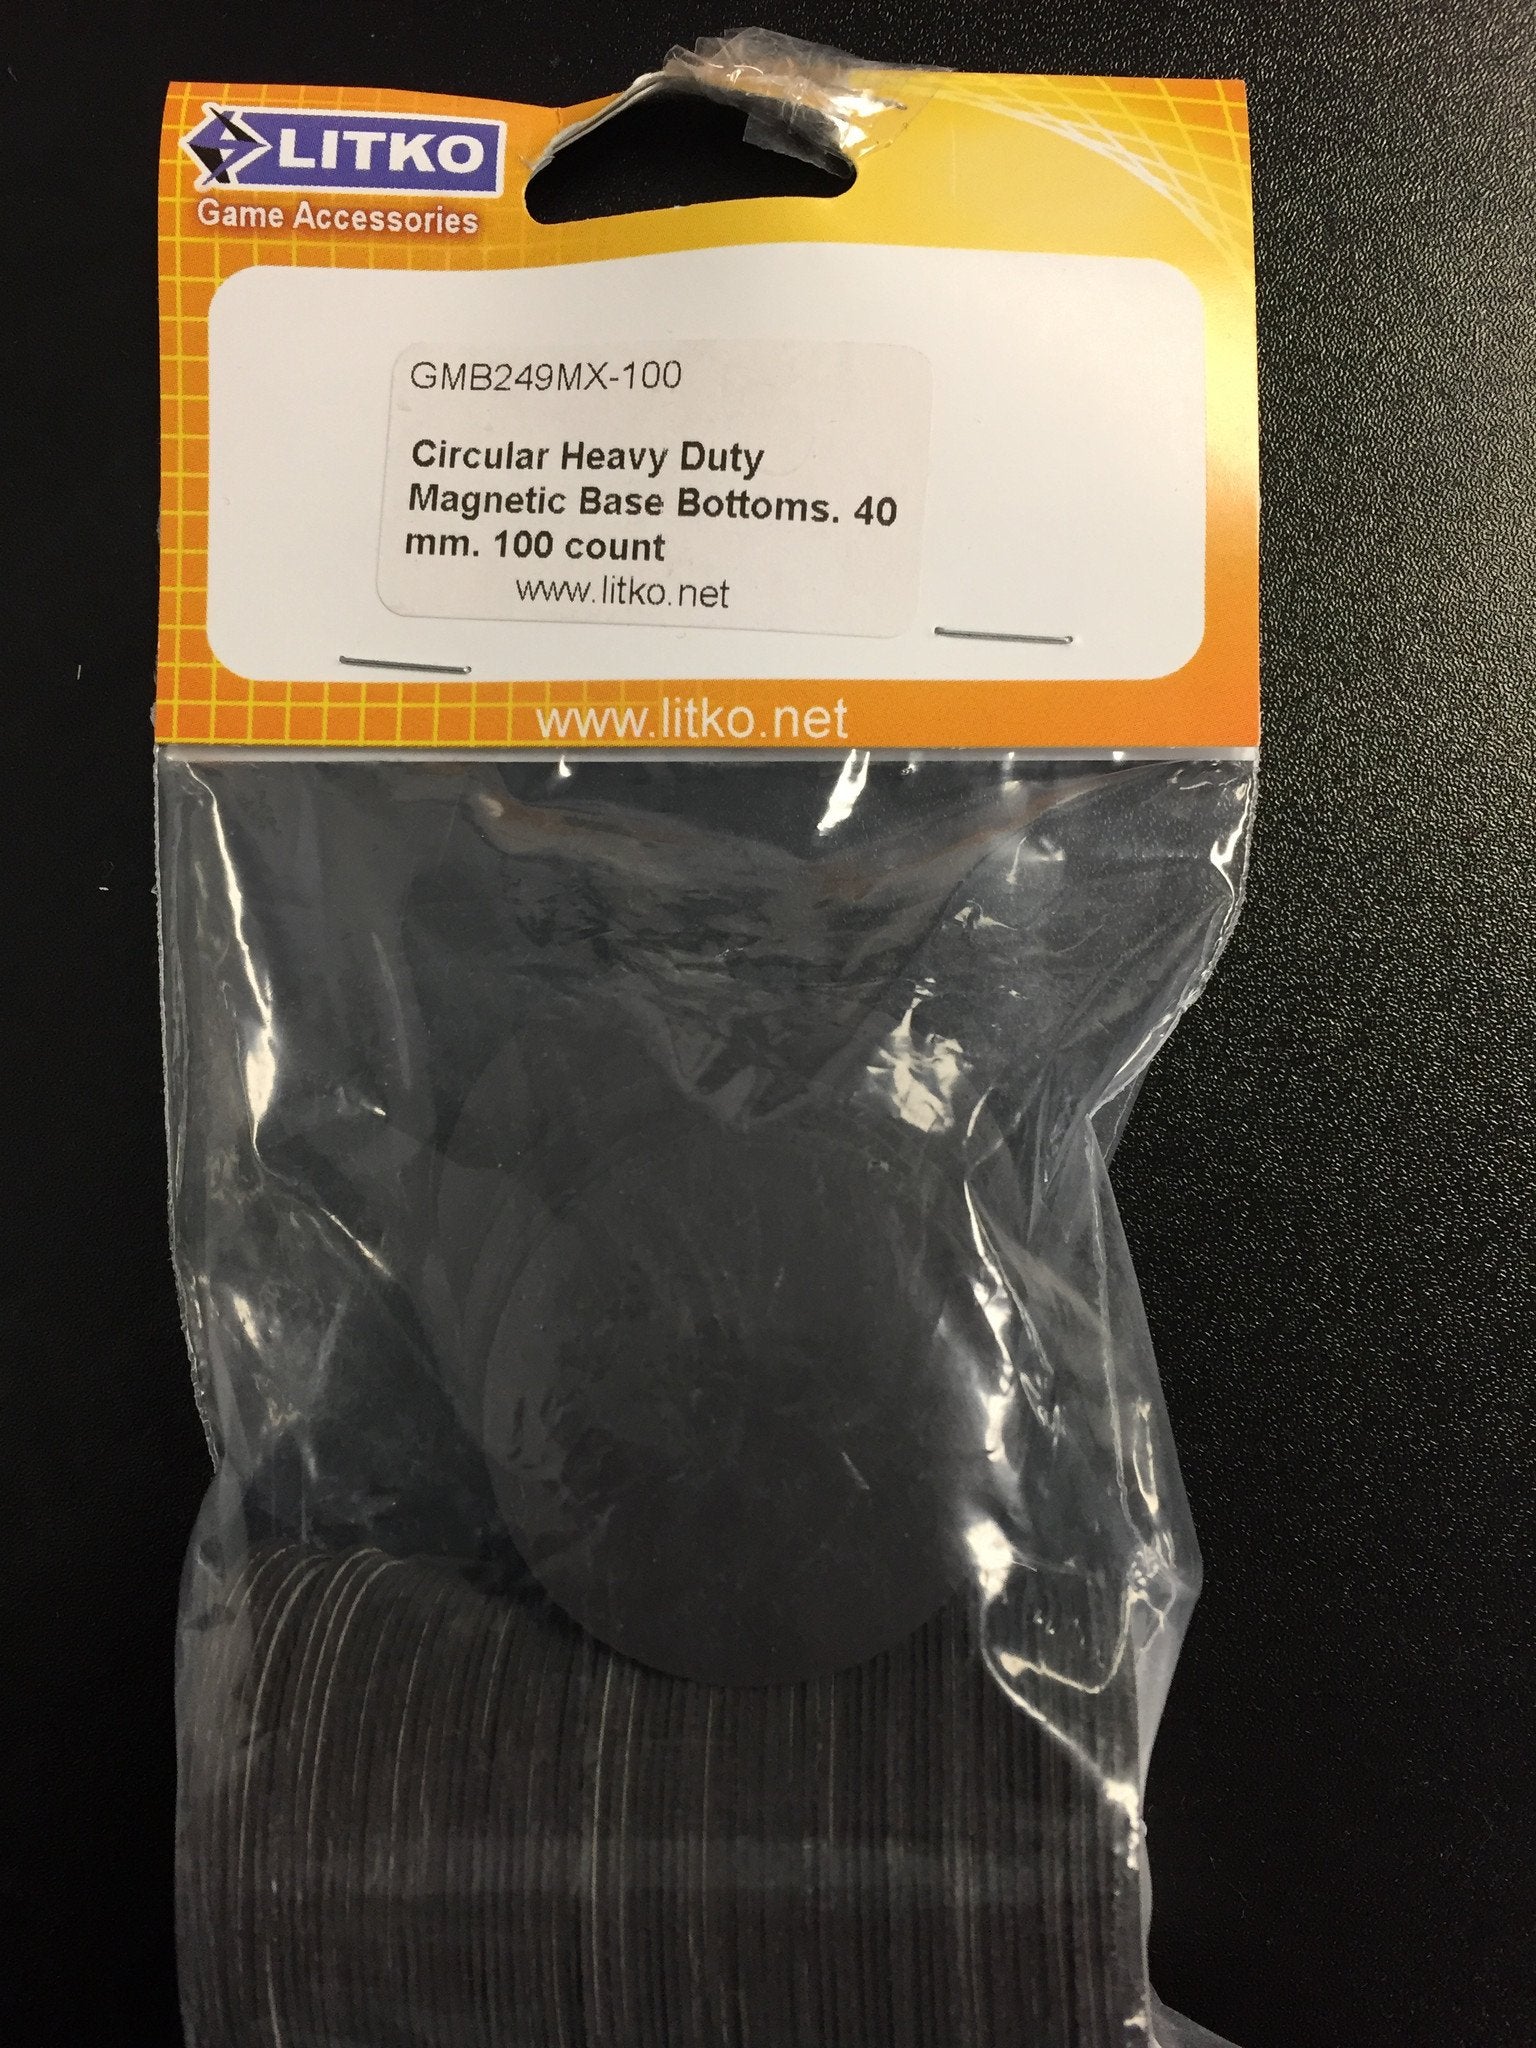 LITKO
Game Accessories
GMB249MX-100
Circular Heavy Duty
Magnetic Base Bottoms. 40
mm. 100 count
www.litko.net
www.litko.net